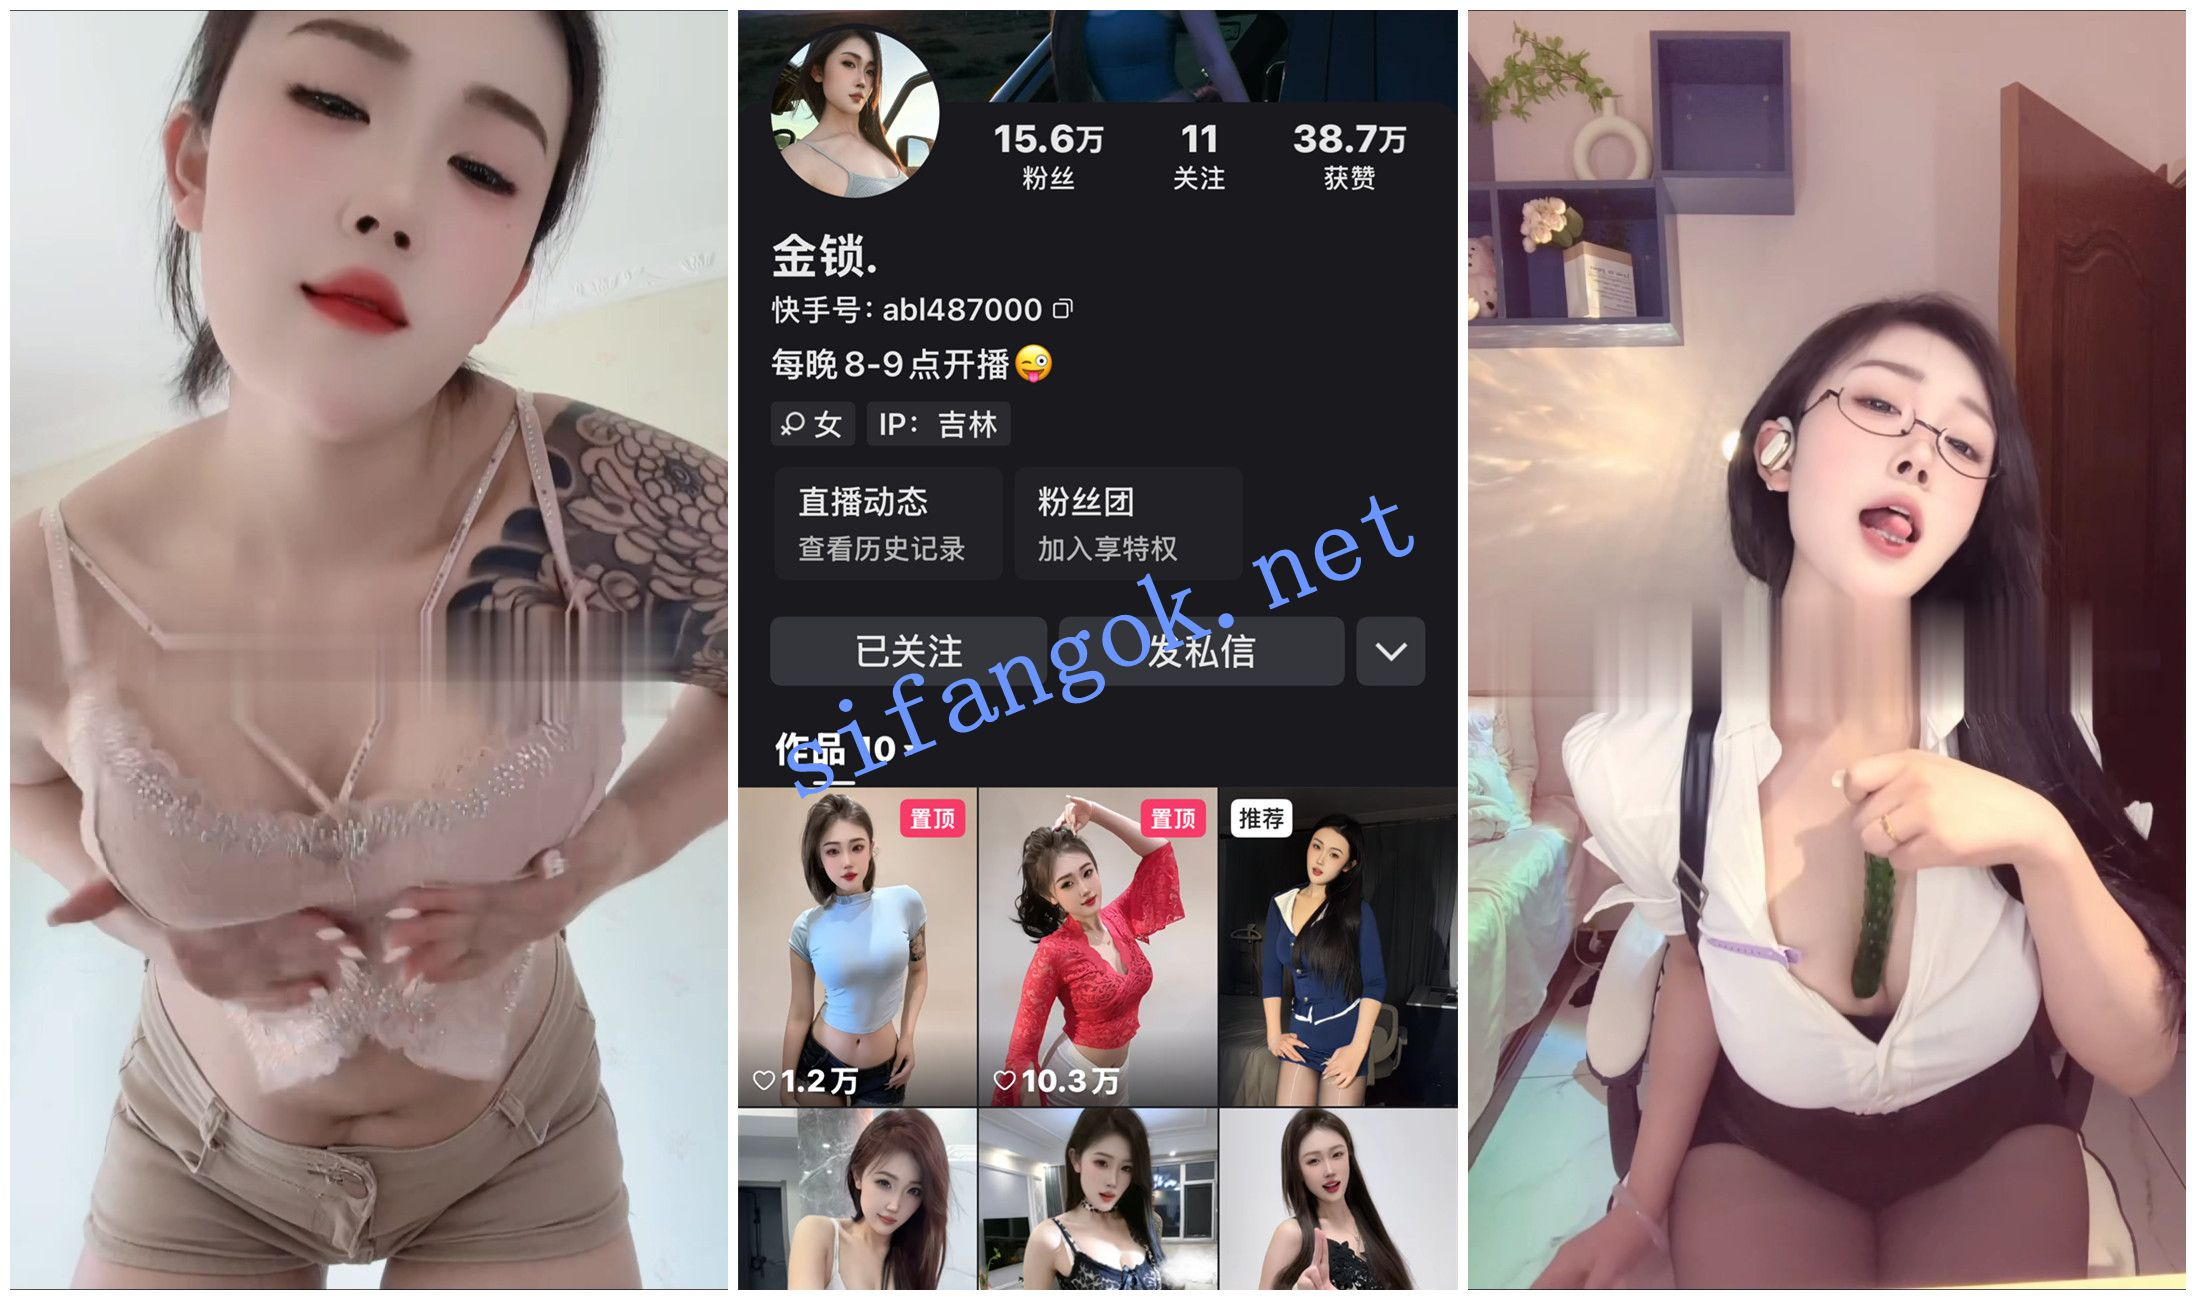 15.6万
11
38.7万
粉丝
关注
获赞
金锁.
快手号: abl487000
每晚8-9点开播😜
女
IP: 吉林
直播动态
查看历史记录
粉丝团
加入享特权
已关注
发私信
sifangok.net
作品 10
置顶
置顶
推荐
1.2万
10.3万